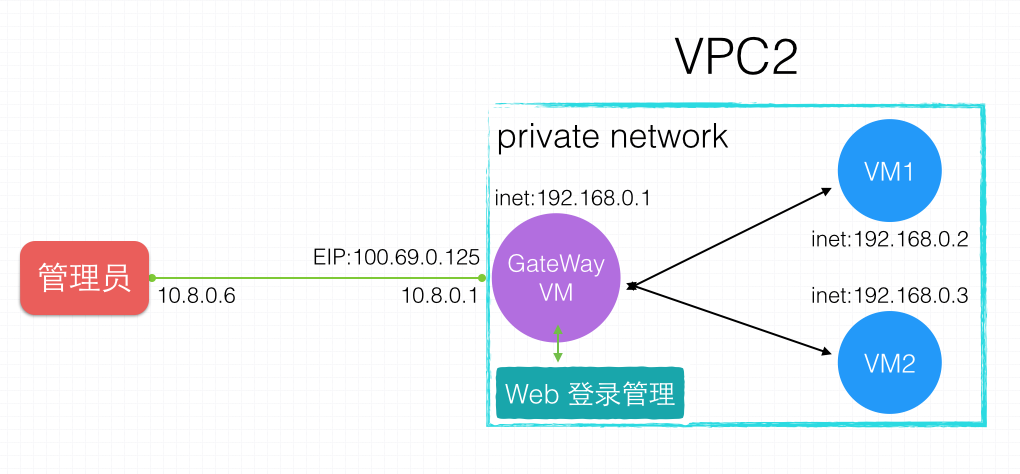 VPC2
private network
inet:192.168.0.1
VM1
inet:192.168.0.2
管理员
EIP:100.69.0.125
10.8.0.6
10.8.0.1
GateWay
VM
inet:192.168.0.3
VM2
Web 登录管理